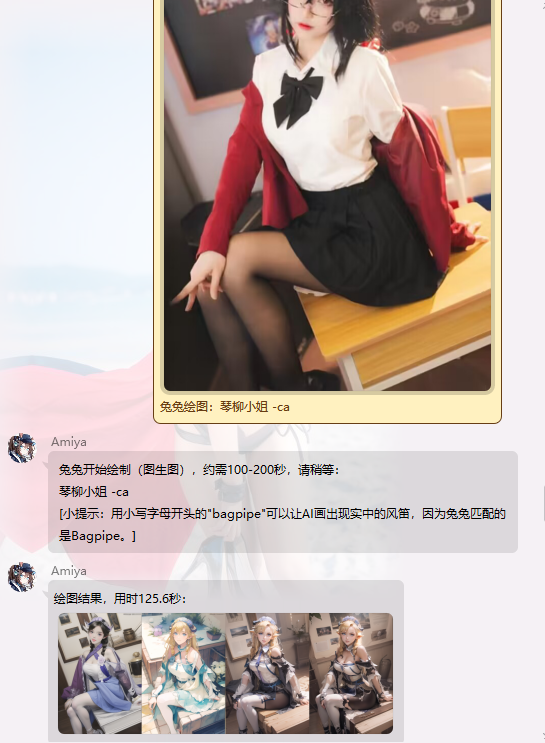 兔兔绘图：琴柳小姐 -ca
Amiya
兔兔开始绘制（图生图），约需100-200秒，请稍等：
琴柳小姐 -ca
[小提示：用小写字母开头的"bagpipe"可以让AI画出现实中的风笛，因为兔兔匹配的
是Bagpipe。]
Amiya
绘图结果，用时125.6秒：